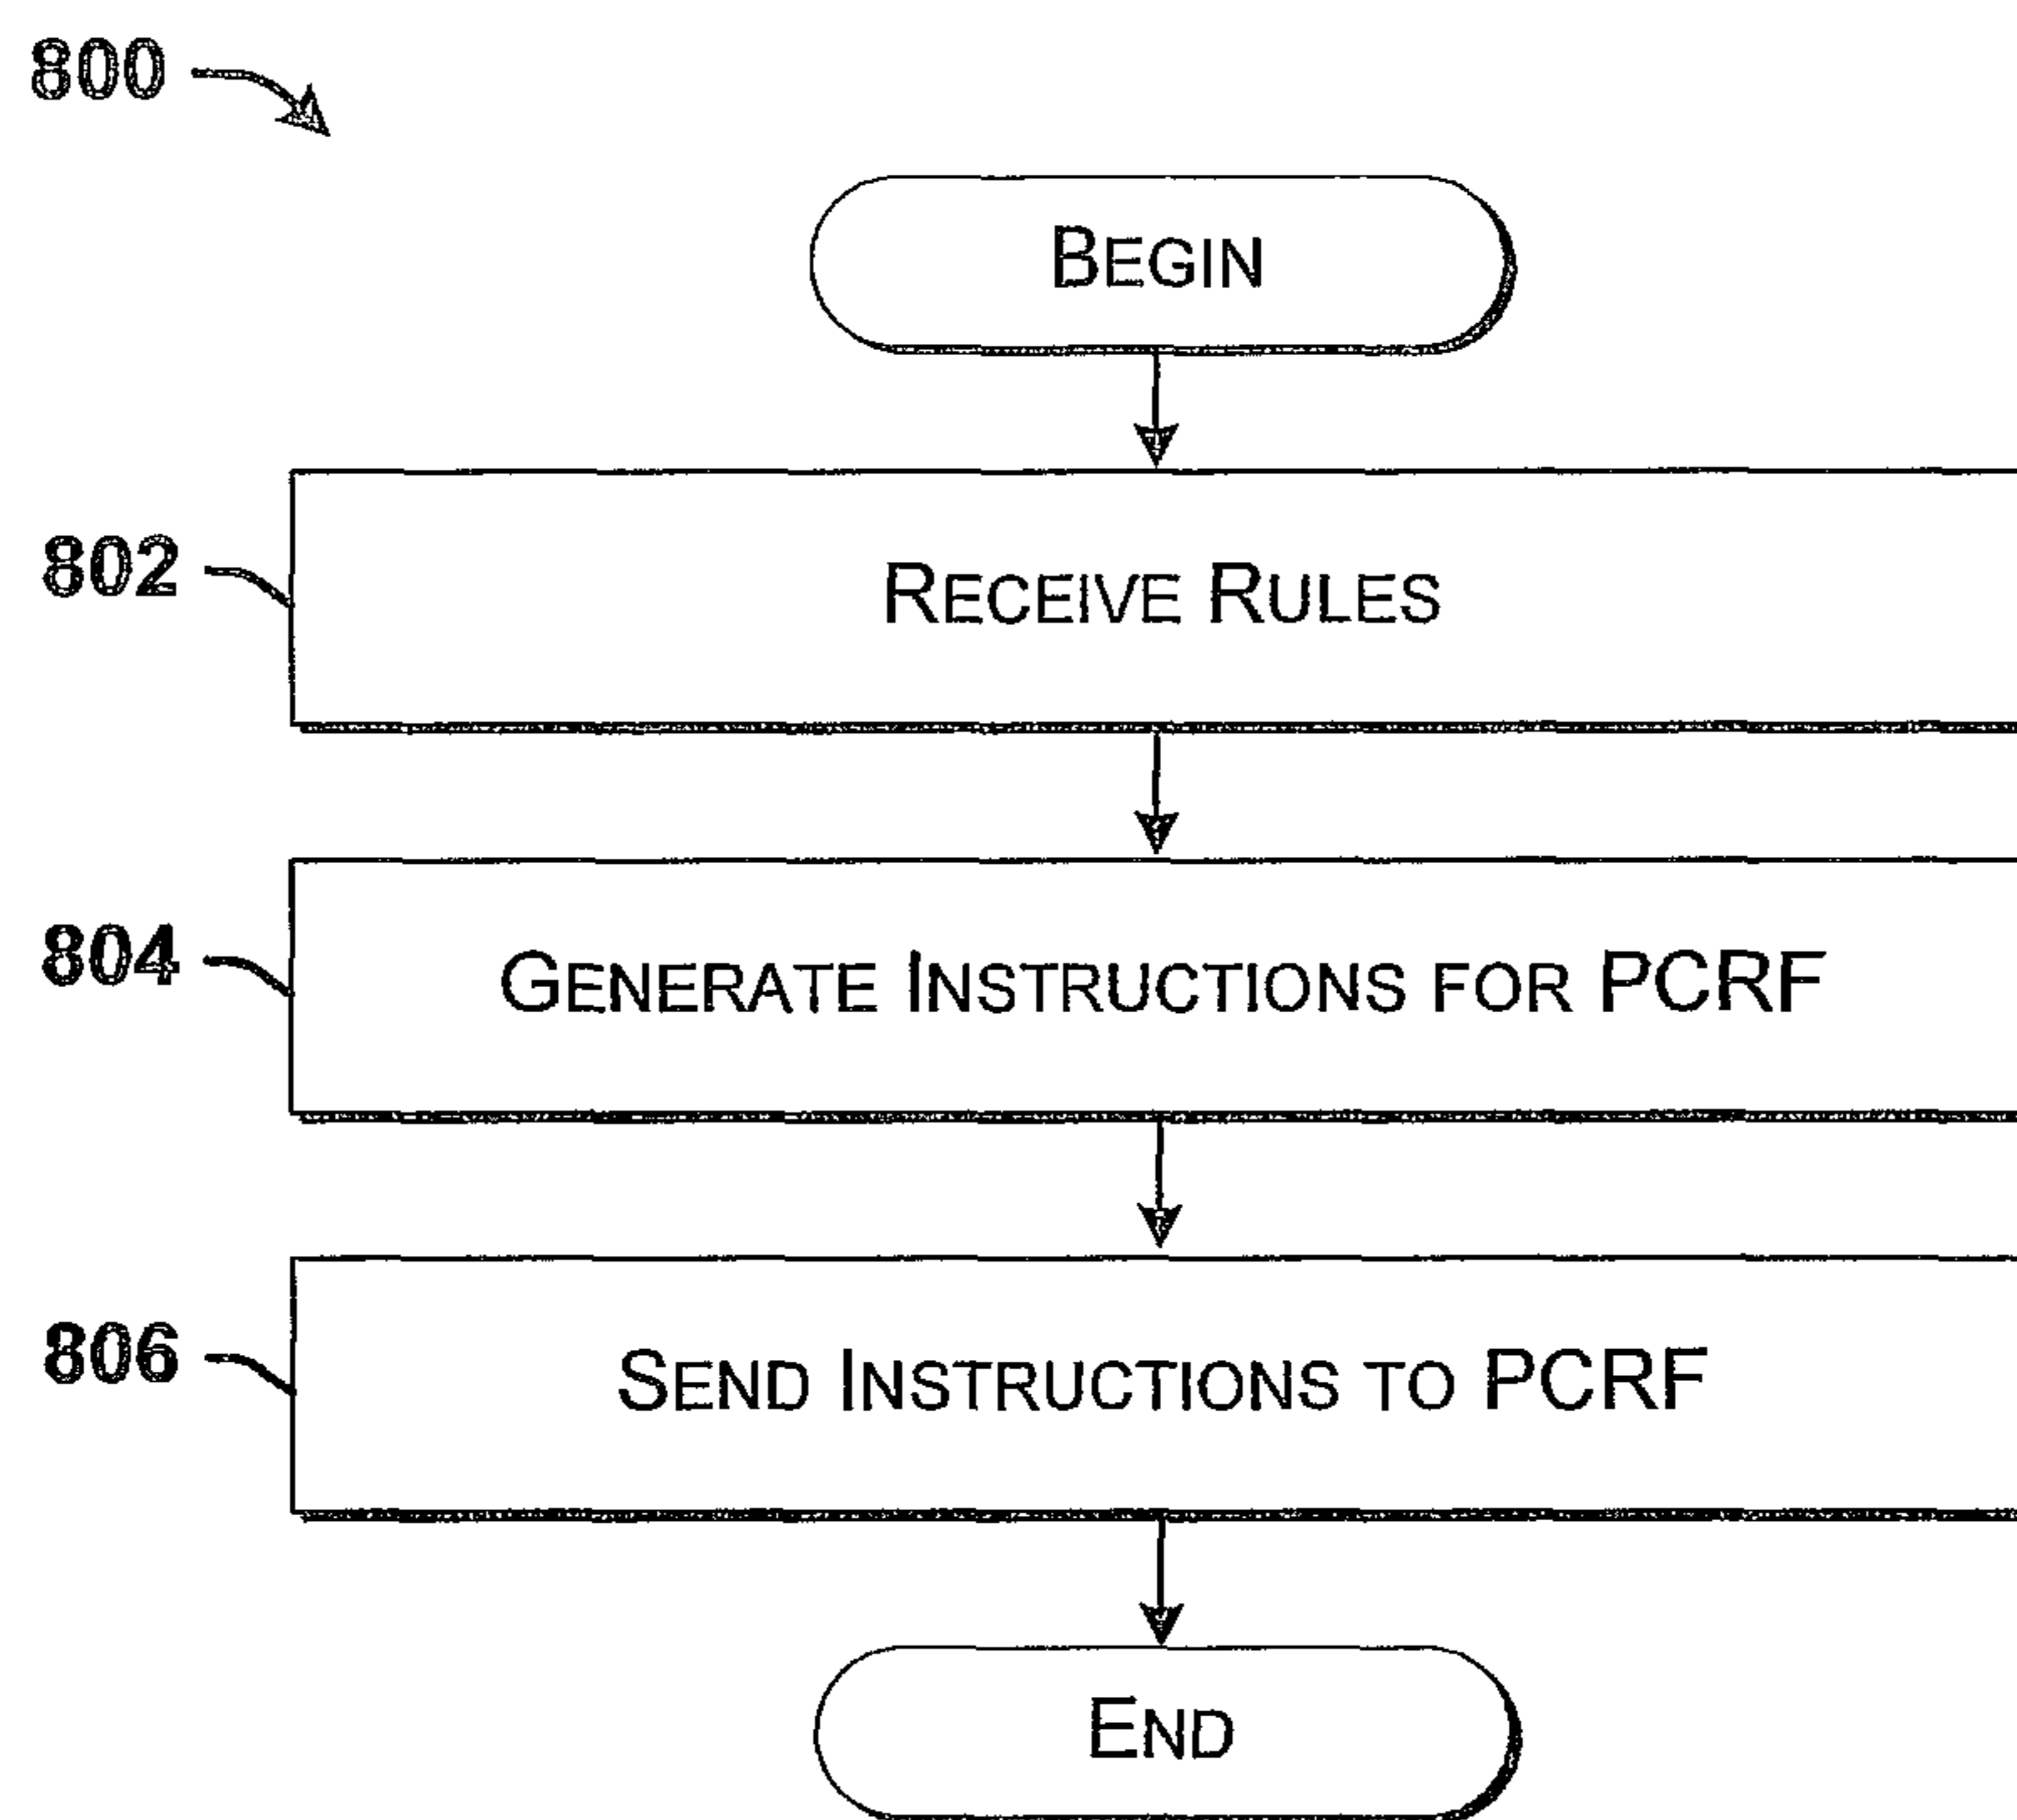 800
BEGIN
802
RECEIVE RULES
804
GENERATE INSTRUCTIONS FOR PCRF
806
SEND INSTRUCTIONS TO PCRF
END